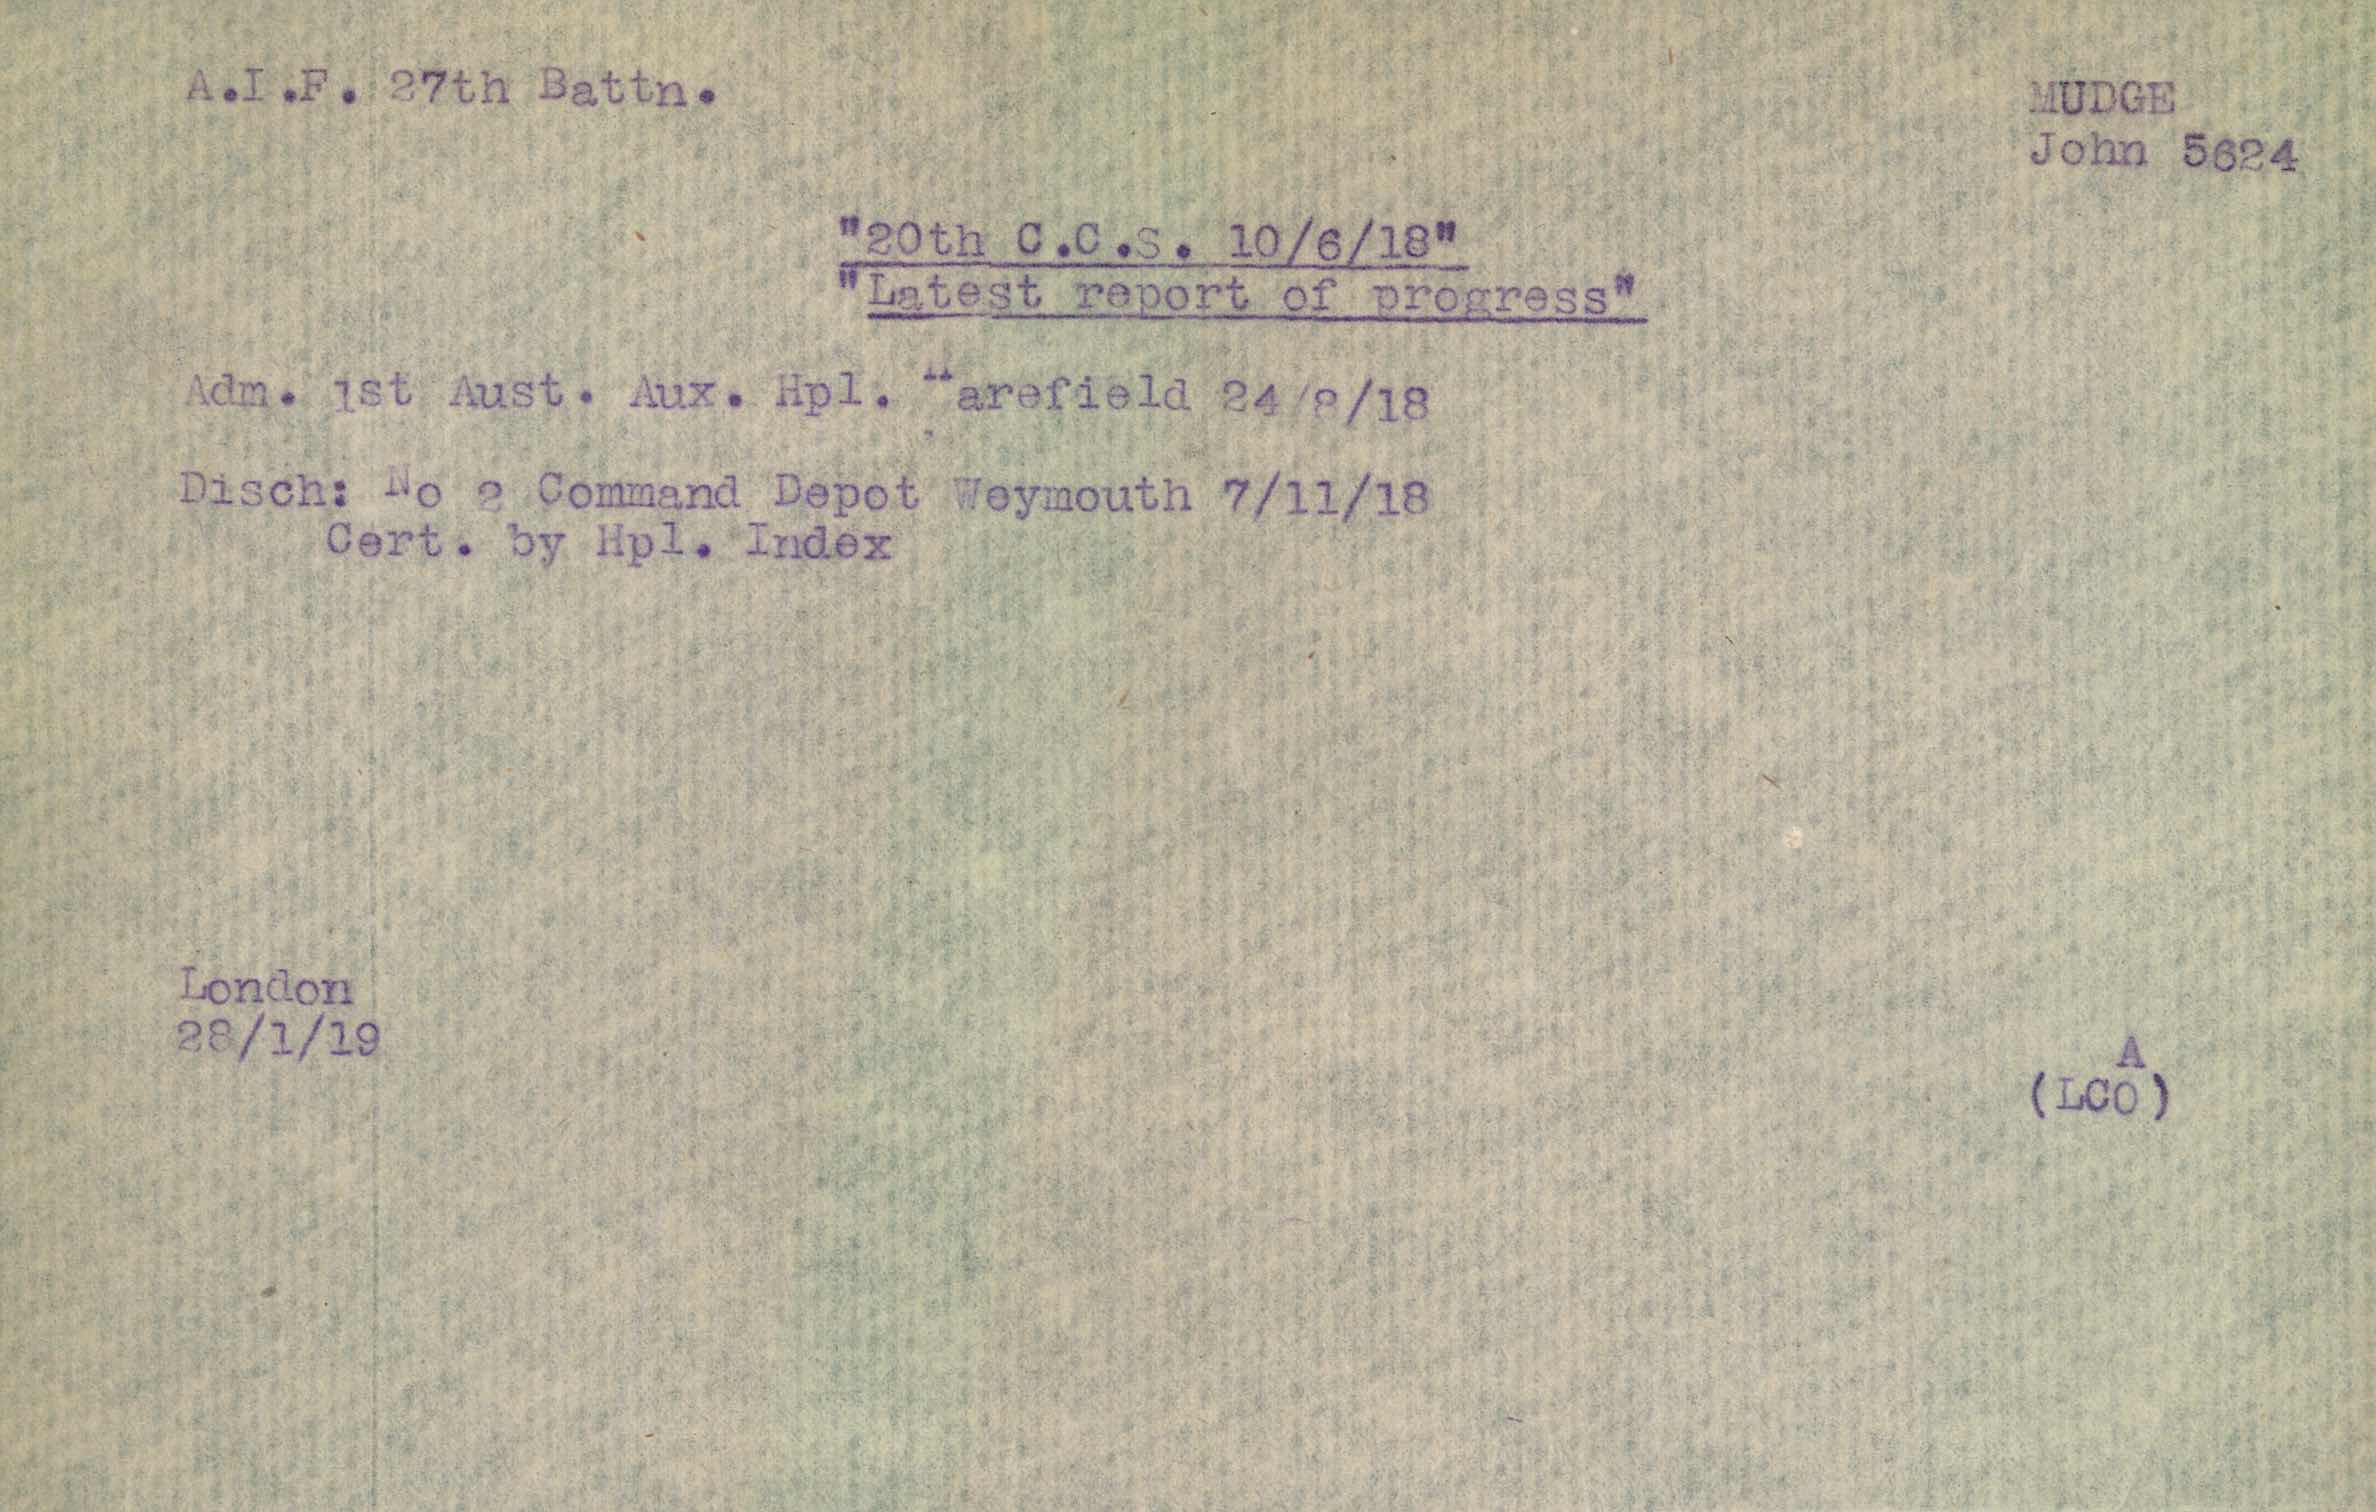 A.I.F. 27th Battn.
MUDGE
John 5624
"20th C.C.S. 10/6/18"
"Latest report of progress"
Adm. 1st Aust. Aux. Hpl. Harefield 24/8/18
Disch: No 2 Command Depot Weymouth 7/11/18
Cert. by Hpl. Index
London
28/1/19
A
(LCO)